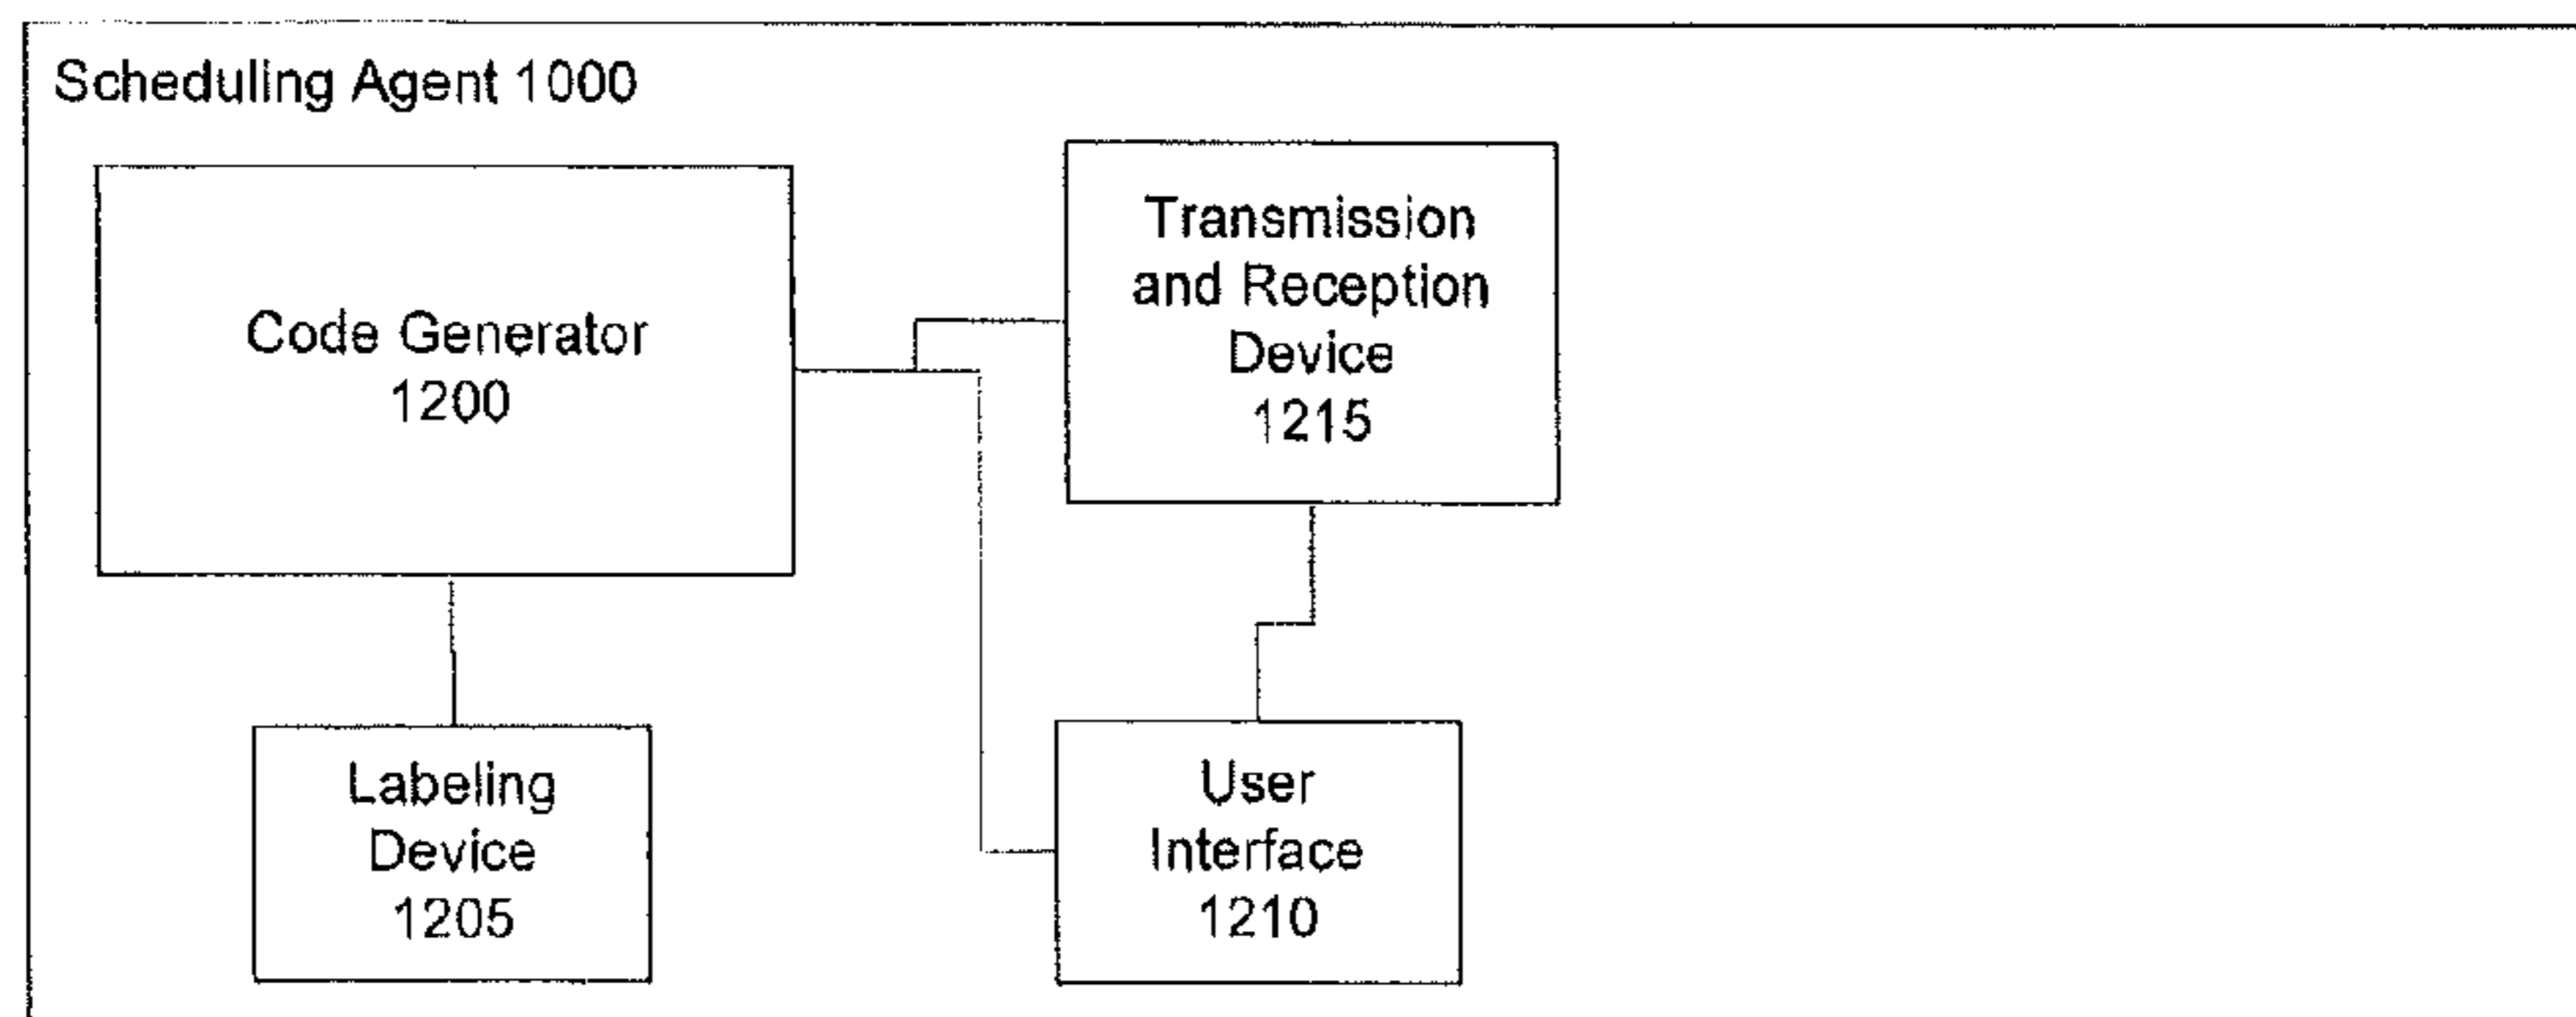 Scheduling Agent 1000
Code Generator
1200
Transmission
and Reception
Device
1215
Labeling
Device
1205
User
Interface
1210